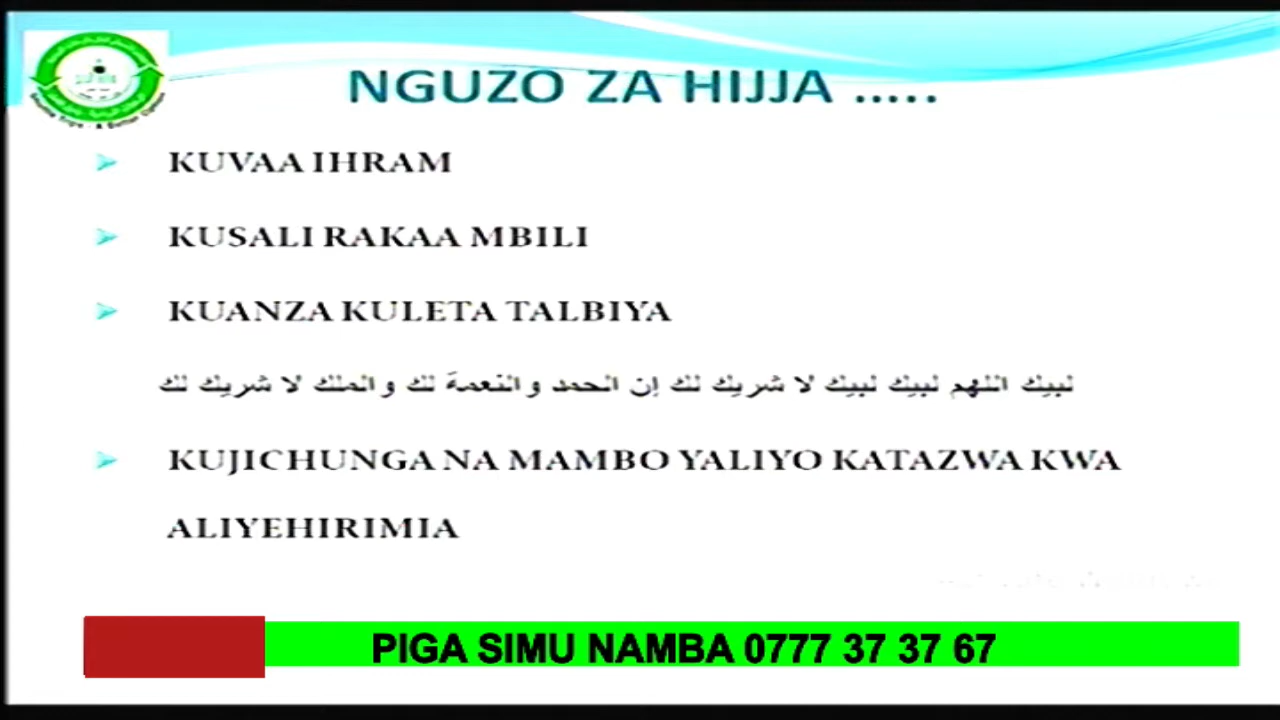 NGUZO ZA HIJJA .....
KUVAA IHRAM
KUSALI RAKAA MBILI
KUANZA KULETA TALBIYA
لبيك اللهم لبيك لبيك لا شريك لك إن الحمد والنعمة لك والملك لا شريك لك
KUJICHUNGA NA MAMBO YALIYO KATAZWA KWA
ALIYEHIRIMIA
PIGA SIMU NAMBA 0777 37 37 67